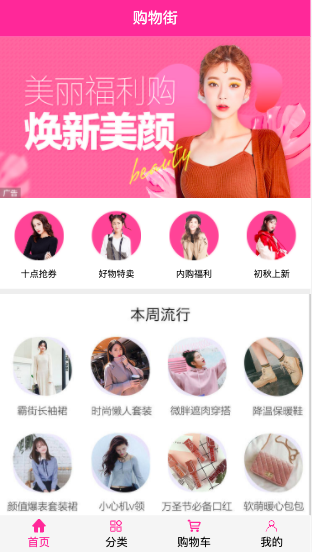 购物街
美丽福利购
焕新美颜
beauty
广告
十点抢券
好物特卖
内购福利
初秋上新
本周流行
霸街长袖裙
时尚懒人套装
微胖遮肉穿搭
降温保暖鞋
颜值爆表套装裙
小心机v领
万圣节必备口红
软萌暖心包包
首页
分类
购物车
我的